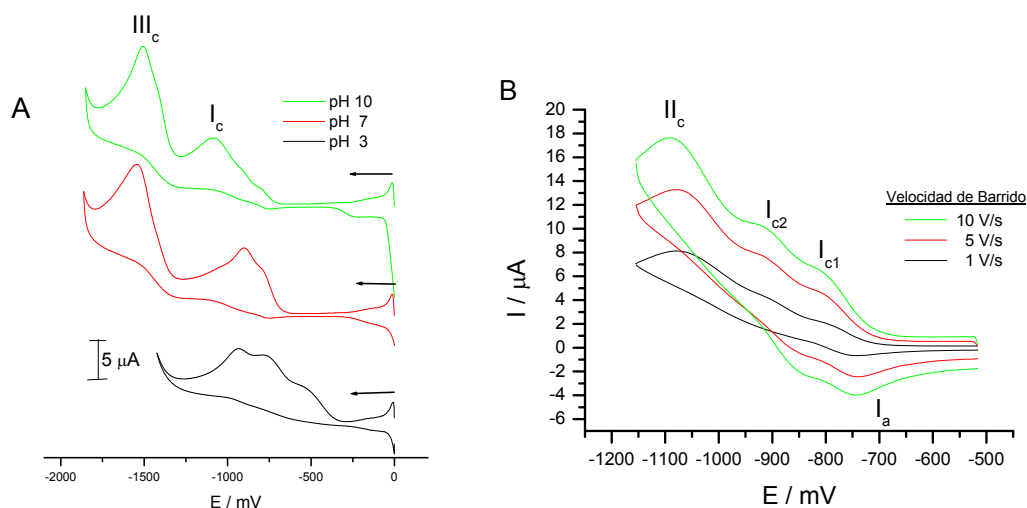 A
III_c
I_c
pH 10
pH 7
pH 3
5 μA
-2000 -1500 -1000 -500 0
E / mV
B
II_c
I_c2
I_c1
I_a
Velocidad de Barrido
10 V/s
5 V/s
1 V/s
I / μA
20
18
16
14
12
10
8
6
4
2
0
-2
-4
-6
-1200 -1100 -1000 -900 -800 -700 -600 -500
E / mV